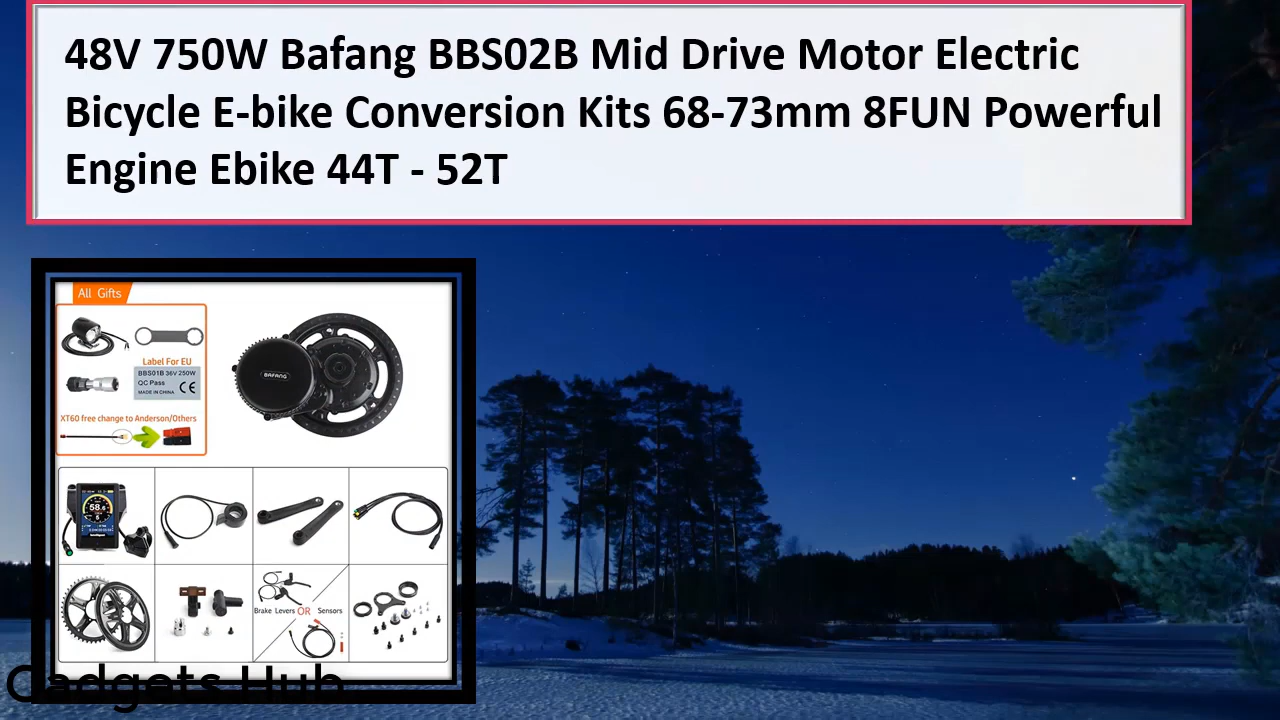 48V 750W Bafang BBS02B Mid Drive Motor Electric
Bicycle E-bike Conversion Kits 68-73mm 8FUN Powerful
Engine Ebike 44T - 52T
All Gifts
Label For EU
BBS01B 36V 250W
QC Pass
MADE IN CHINA CE
XT60 free change to Anderson/Others
BAFANG
58.6
Brake Levers OR Sensors
Gadgets Hub